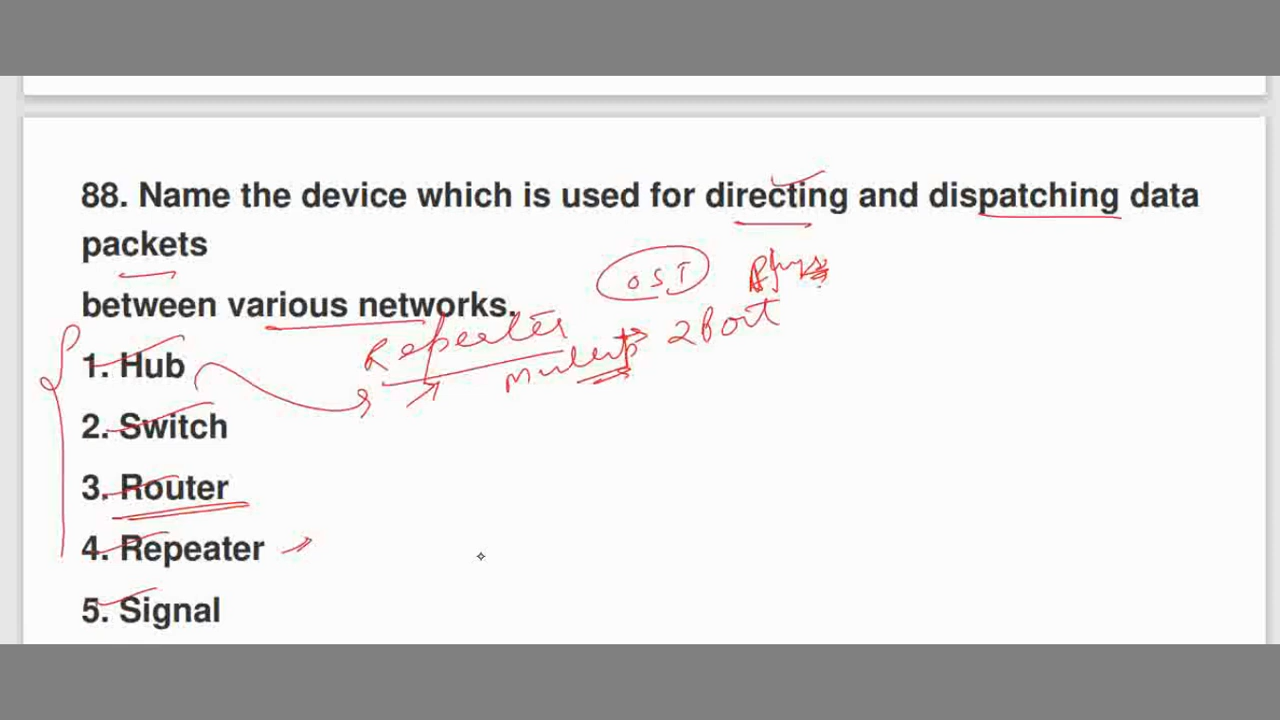 88. Name the device which is used for directing and dispatching data
packets
between various networks.
OSI
Repeater
2 Port
1. Hub
2. Switch
3. Router
4. Repeater
5. Signal